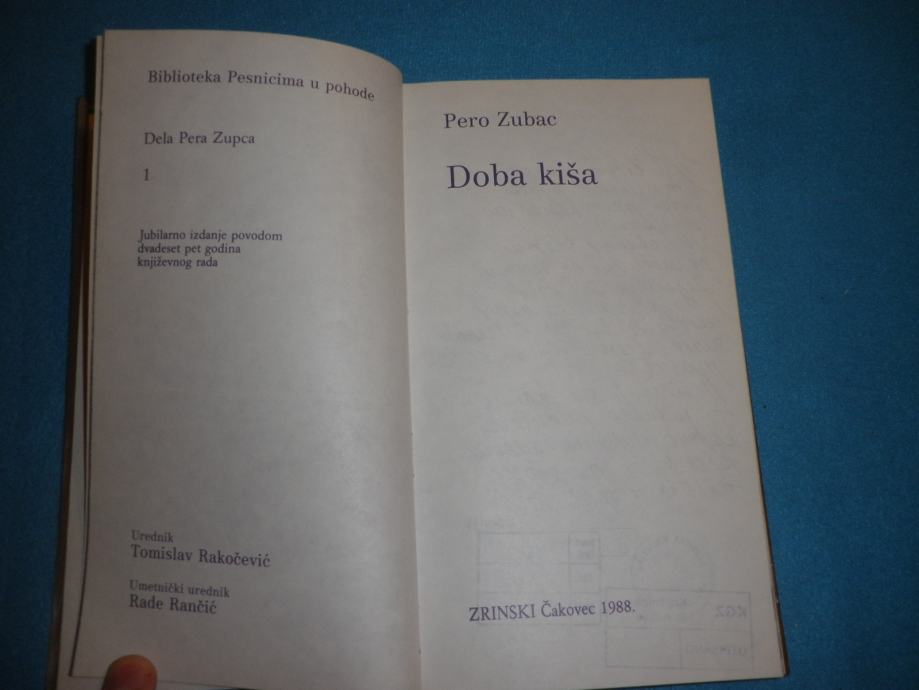 Biblioteka Pesnicima u pohode
Dela Pera Zupca
1
Jubilarno izdanje povodom
dvadeset pet godina
književnog rada
Urednik
Tomislav Rakočević
Umetnički urednik
Rade Rančić
Pero Zubac
Doba kiša
ZRINSKI Čakovec 1988.
KGZ